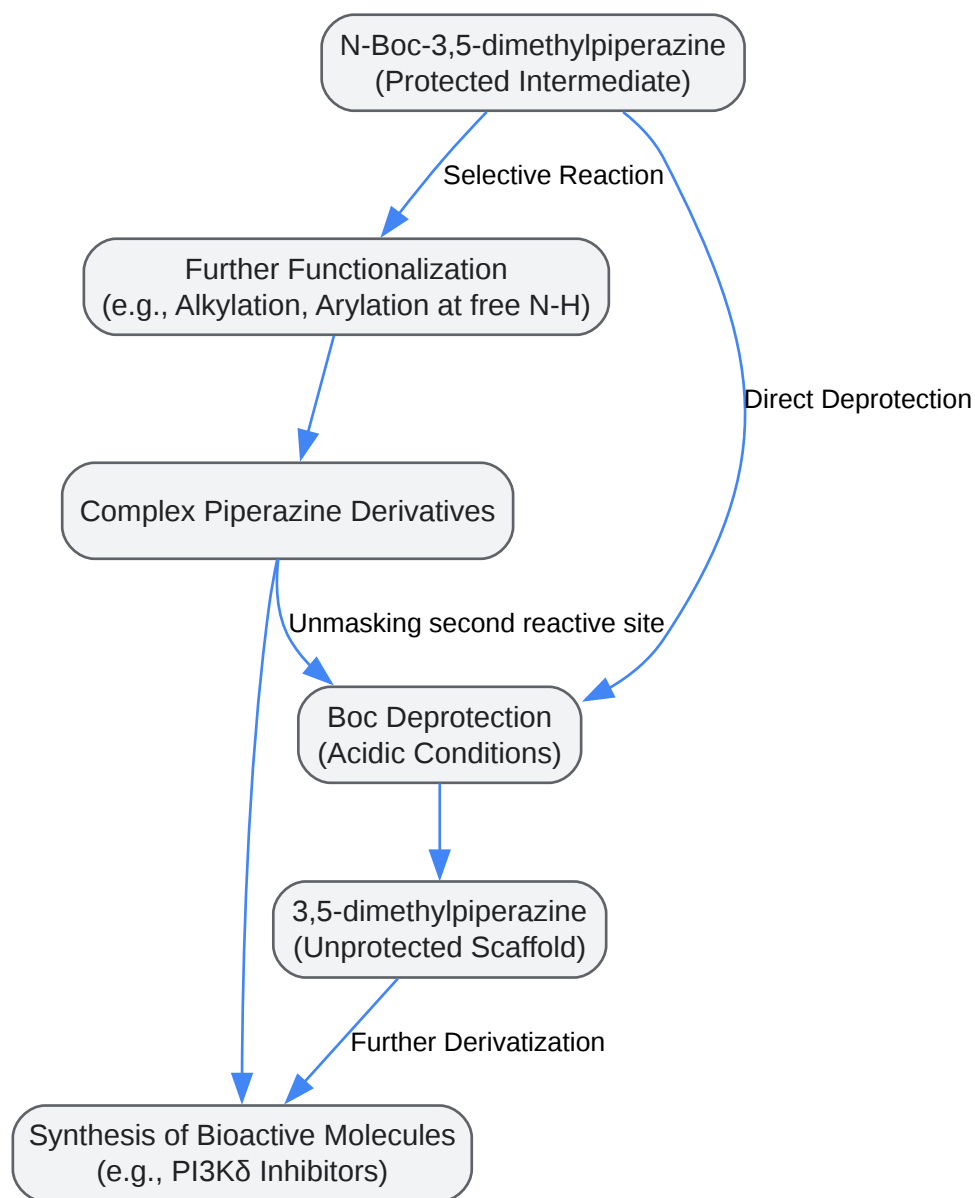 N-Boc-3,5-dimethylpiperazine
(Protected Intermediate)
Selective Reaction
Further Functionalization
(e.g., Alkylation, Arylation at free N-H)
Direct Deprotection
Complex Piperazine Derivatives
Unmasking second reactive site
Boc Deprotection
(Acidic Conditions)
3,5-dimethylpiperazine
(Unprotected Scaffold)
Further Derivatization
Synthesis of Bioactive Molecules
(e.g., PI3Kδ Inhibitors)